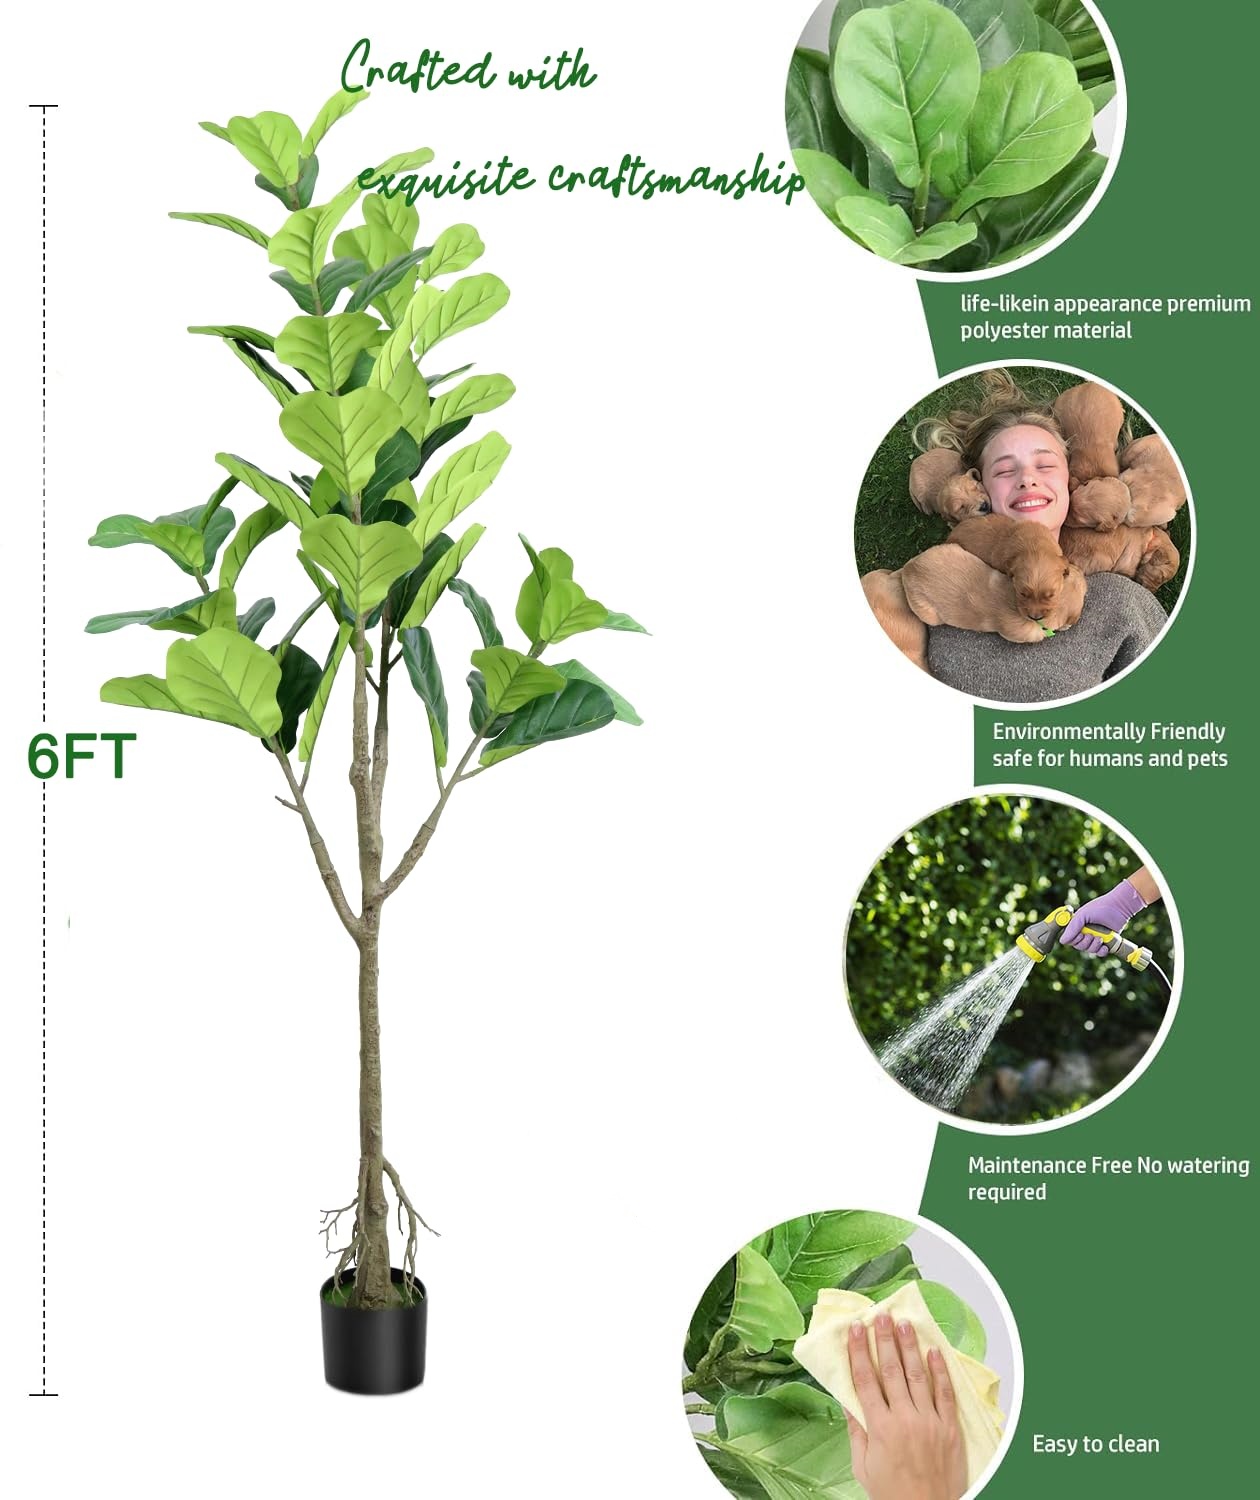 Crafted with
exquisite craftsmanship
6FT
life-likein appearance premium
polyester material
Environmentally Friendly
safe for humans and pets
Maintenance Free No watering
required
Easy to clean